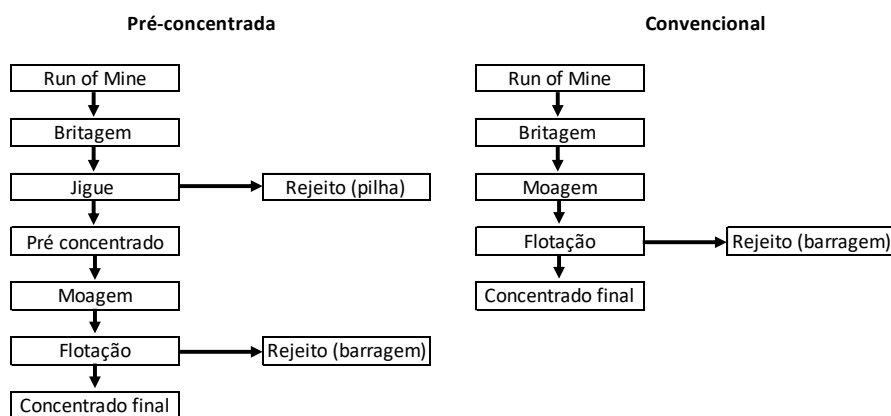 Pré-concentrada
Run of Mine
Britagem
Jigue
Rejeito (pilha)
Pré concentrado
Moagem
Flotação
Rejeito (barragem)
Concentrado final
Convencional
Run of Mine
Britagem
Moagem
Flotação
Rejeito (barragem)
Concentrado final